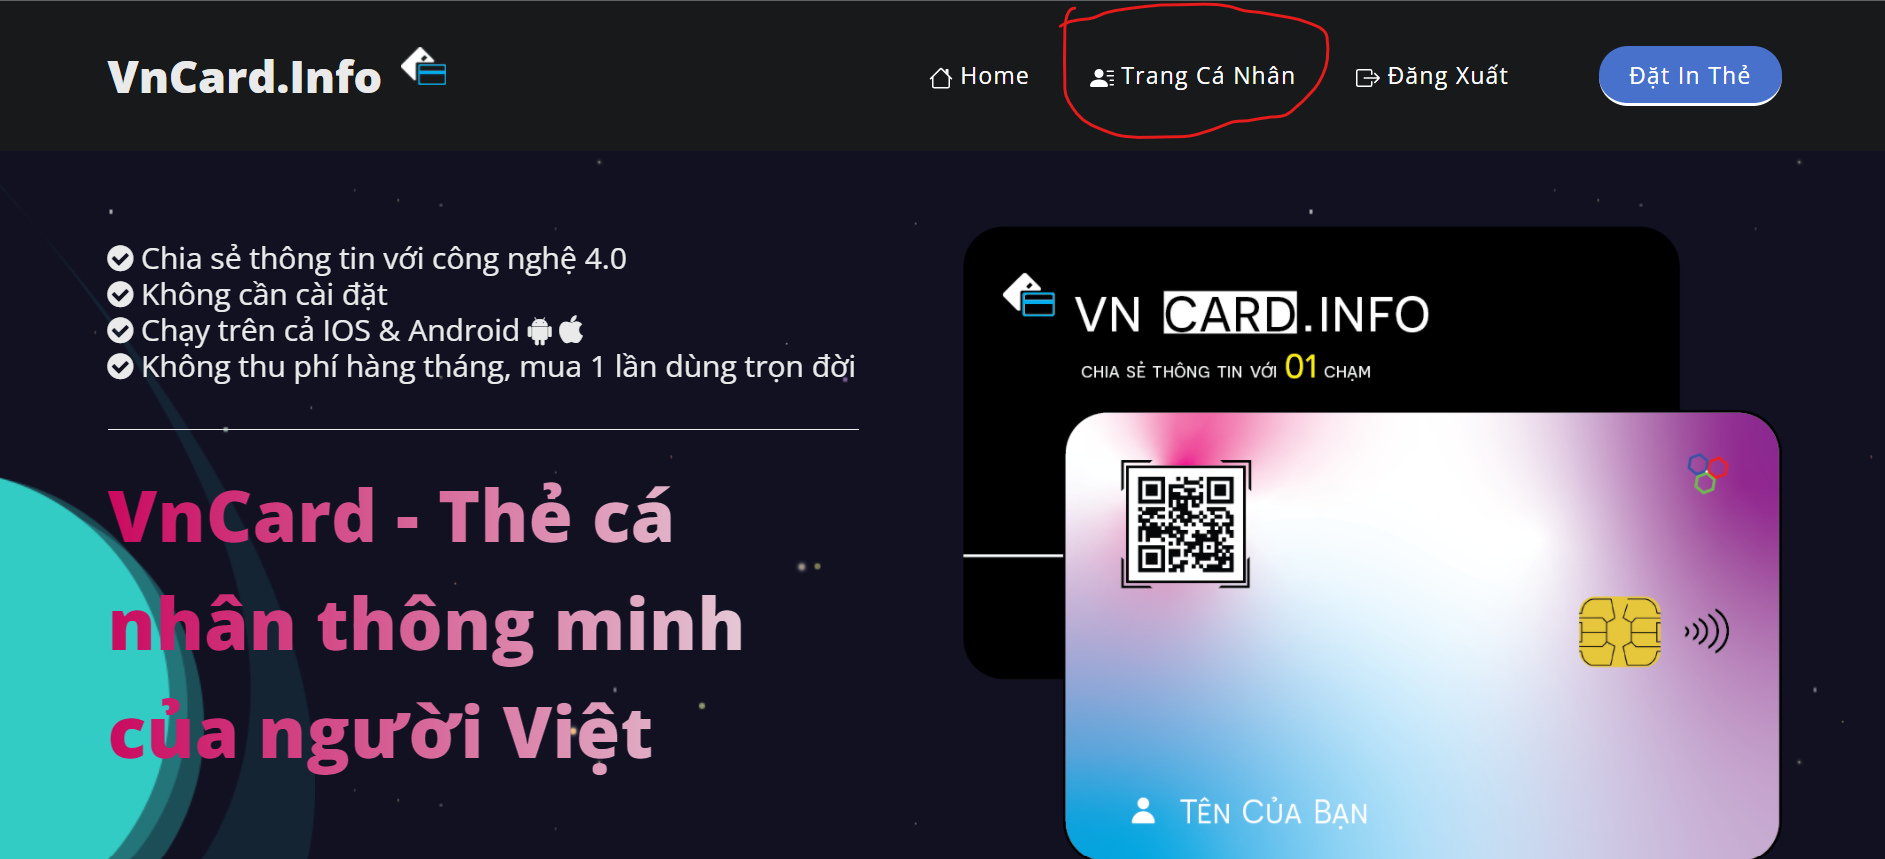 VnCard.Info
Home
Trang Cá Nhân
Đăng Xuất
Đặt In Thẻ
Chia sẻ thông tin với công nghệ 4.0
Không cần cài đặt
Chạy trên cả IOS & Android
Không thu phí hàng tháng, mua 1 lần dùng trọn đời
VnCard - Thẻ cá
nhân thông minh
của người Việt
VN CARD.INFO
CHIA SẺ THÔNG TIN VỚI 01 CHẠM
TÊN CỦA BẠN